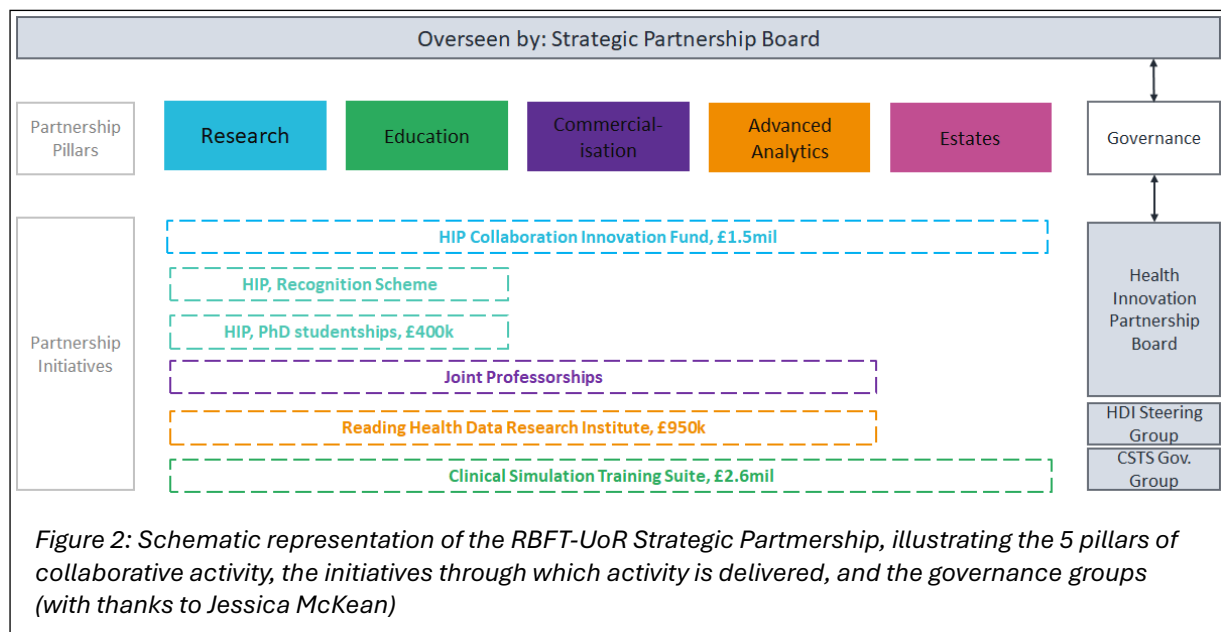 Overseen by: Strategic Partnership Board
Partnership
Pillars
Research
Education
Commercial-
isation
Advanced
Analytics
Estates
Governance
Partnership
Initiatives
HIP Collaboration Innovation Fund, £1.5mil
HIP, Recognition Scheme
HIP, PhD studentships, £400k
Joint Professorships
Reading Health Data Research Institute, £950k
Clinical Simulation Training Suite, £2.6mil
Health
Innovation
Partnership
Board
HDI Steering
Group
CSTS Gov.
Group
Figure 2: Schematic representation of the RBFT-UoR Strategic Partmership, illustrating the 5 pillars of
collaborative activity, the initiatives through which activity is delivered, and the governance groups
(with thanks to Jessica McKean)